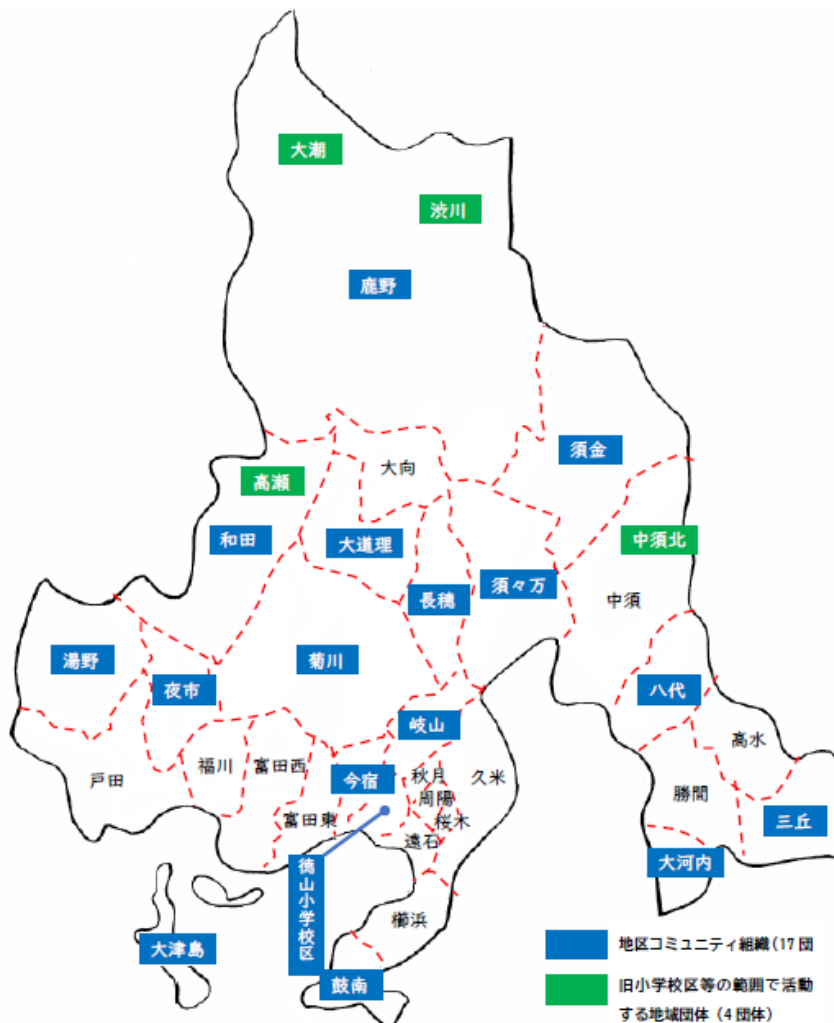 大潮
渋川
鹿野
須金
大向
高瀬
中須北
和田
大道理
須々万
長穂
中須
湯野
菊川
八代
夜市
岐山
高水
戸田
福川
富田西
今宿
秋月
久米
周陽
勝間
富田東
桜木
三丘
遠石
大河内
徳山小学校区
櫛浜
大津島
鼓南
地区コミュニティ組織(17団
旧小学校区等の範囲で活動
する地域団体(4団体)